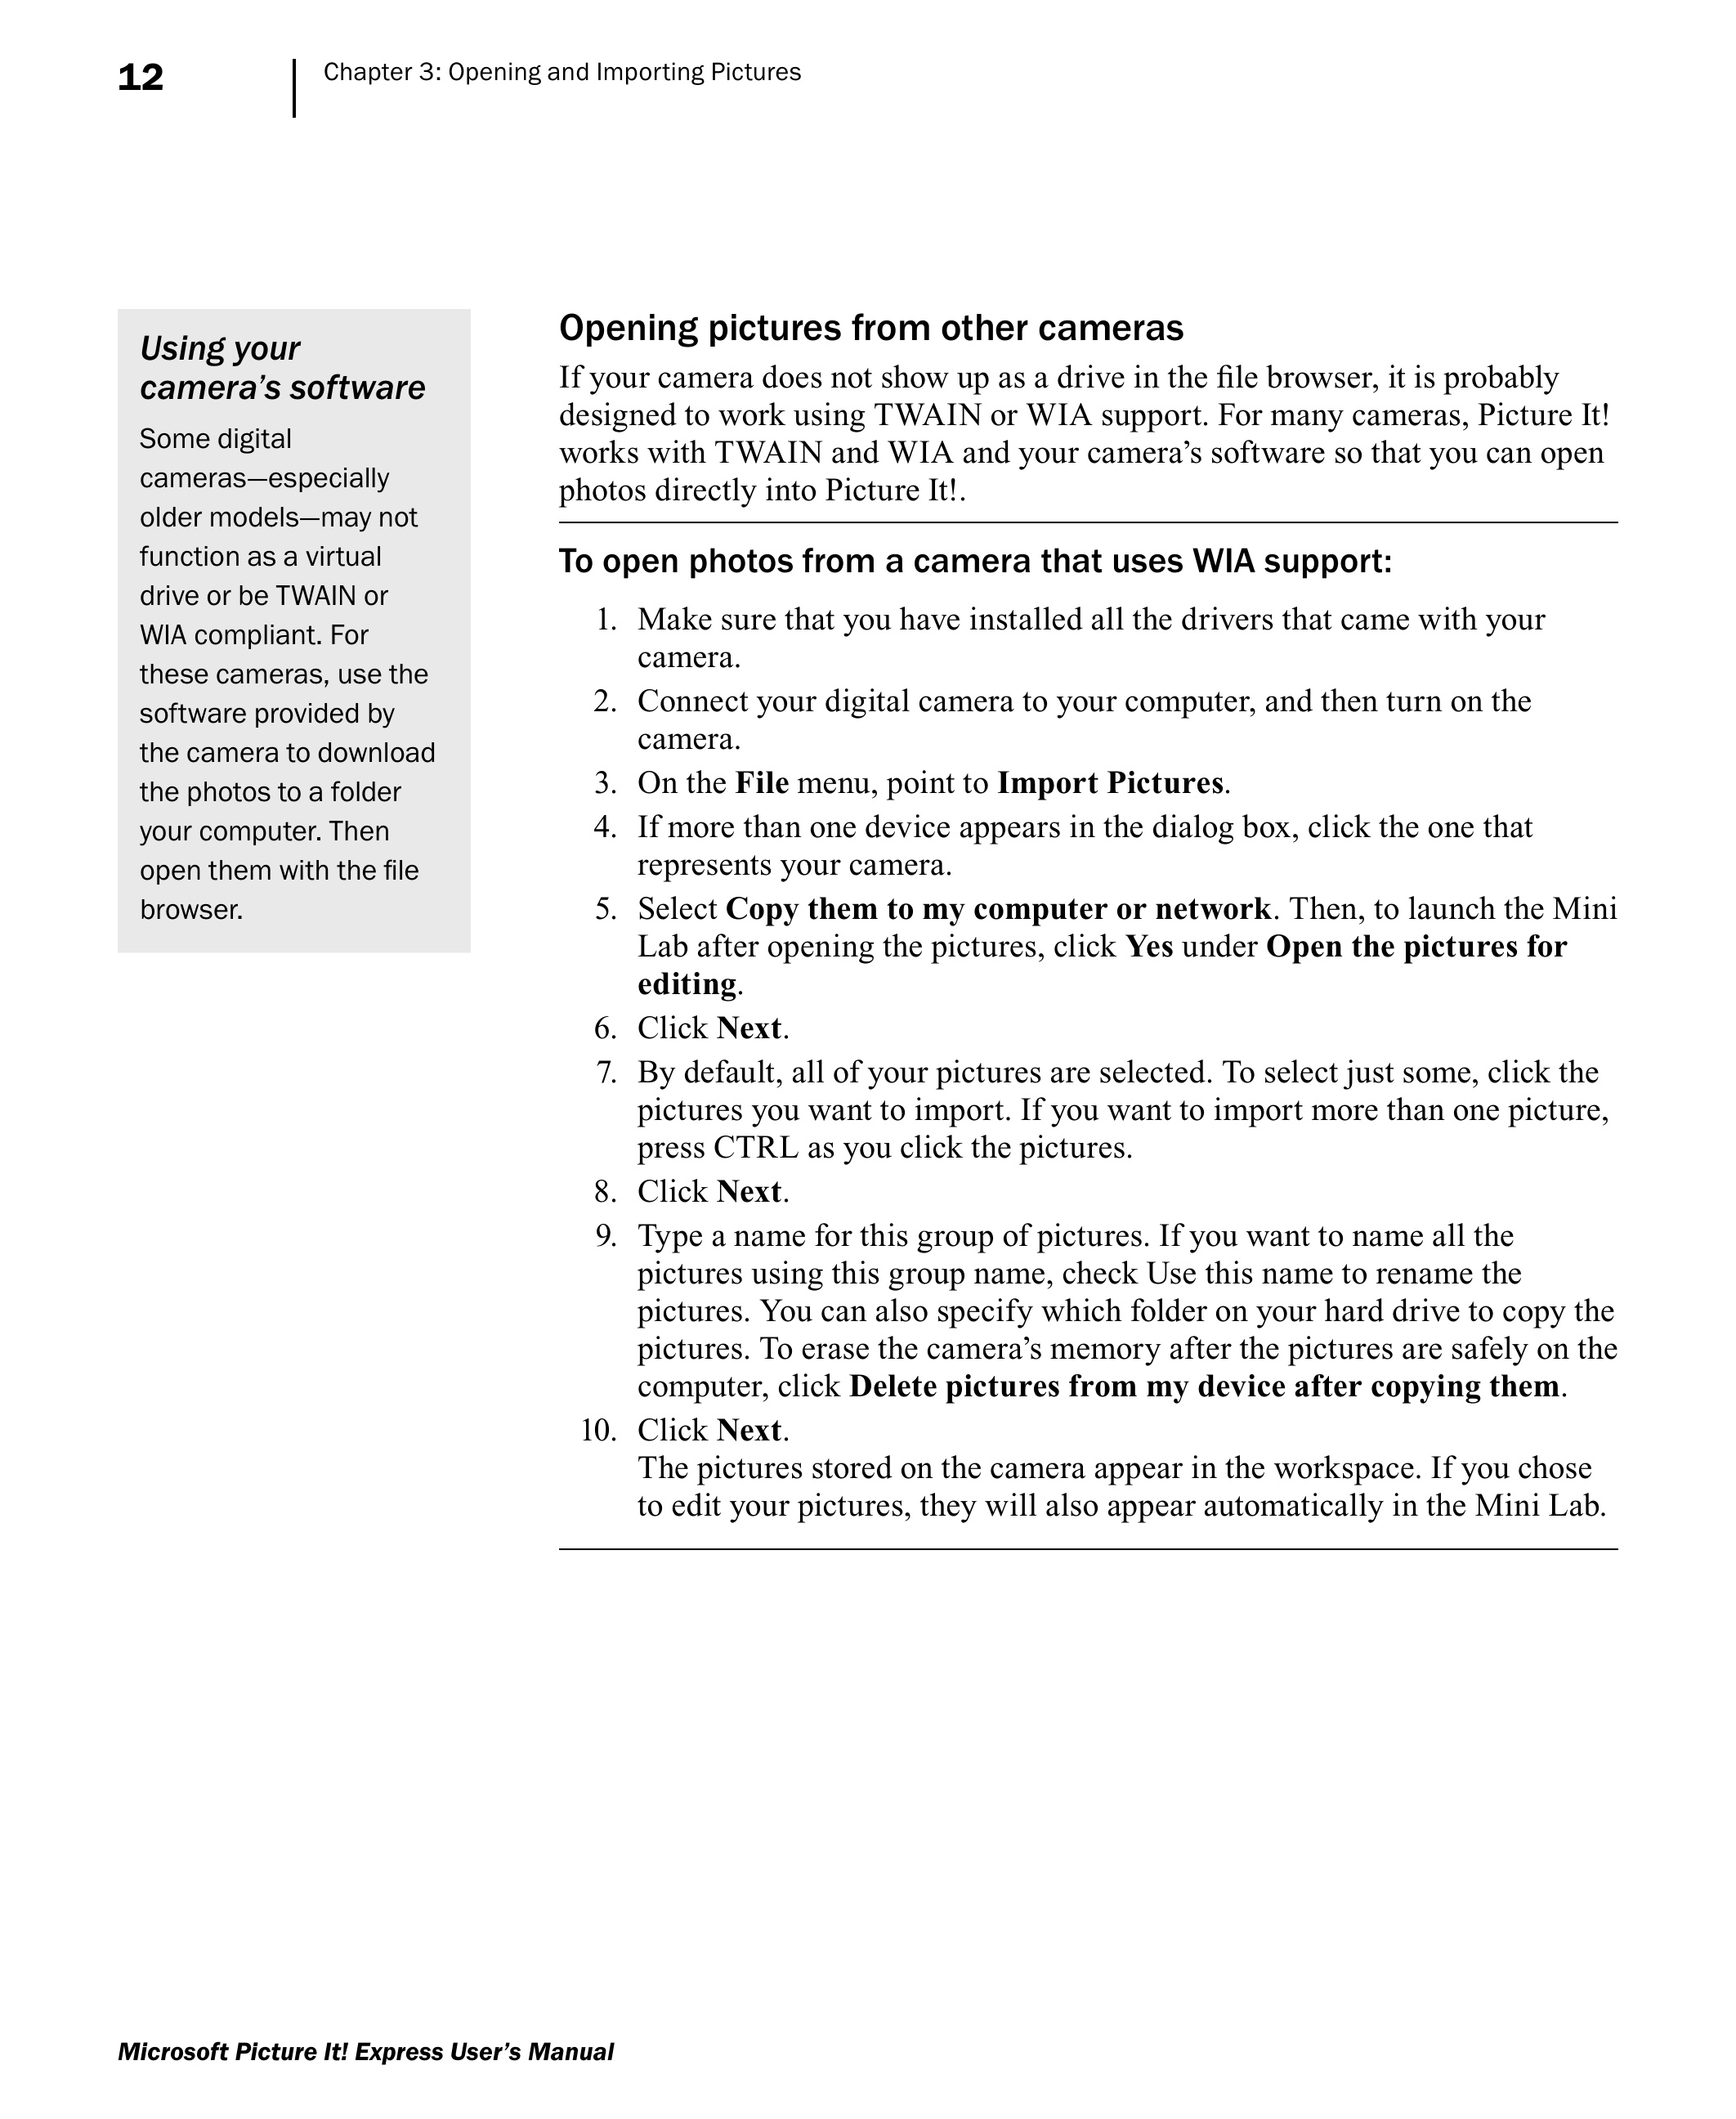 12
Chapter 3: Opening and Importing Pictures
Using your
camera’s software
Some digital
cameras—especially
older models—may not
function as a virtual
drive or be TWAIN or
WIA compliant. For
these cameras, use the
software provided by
the camera to download
the photos to a folder
your computer. Then
open them with the file
browser.
Opening pictures from other cameras
If your camera does not show up as a drive in the file browser, it is probably
designed to work using TWAIN or WIA support. For many cameras, Picture It!
works with TWAIN and WIA and your camera’s software so that you can open
photos directly into Picture It!.
To open photos from a camera that uses WIA support:
1. Make sure that you have installed all the drivers that came with your
camera.
2. Connect your digital camera to your computer, and then turn on the
camera.
3. On the File menu, point to Import Pictures.
4. If more than one device appears in the dialog box, click the one that
represents your camera.
5. Select Copy them to my computer or network. Then, to launch the Mini
Lab after opening the pictures, click Yes under Open the pictures for
editing.
6. Click Next.
7. By default, all of your pictures are selected. To select just some, click the
pictures you want to import. If you want to import more than one picture,
press CTRL as you click the pictures.
8. Click Next.
9. Type a name for this group of pictures. If you want to name all the
pictures using this group name, check Use this name to rename the
pictures. You can also specify which folder on your hard drive to copy the
pictures. To erase the camera’s memory after the pictures are safely on the
computer, click Delete pictures from my device after copying them.
10. Click Next.
The pictures stored on the camera appear in the workspace. If you chose
to edit your pictures, they will also appear automatically in the Mini Lab.
Microsoft Picture It! Express User’s Manual